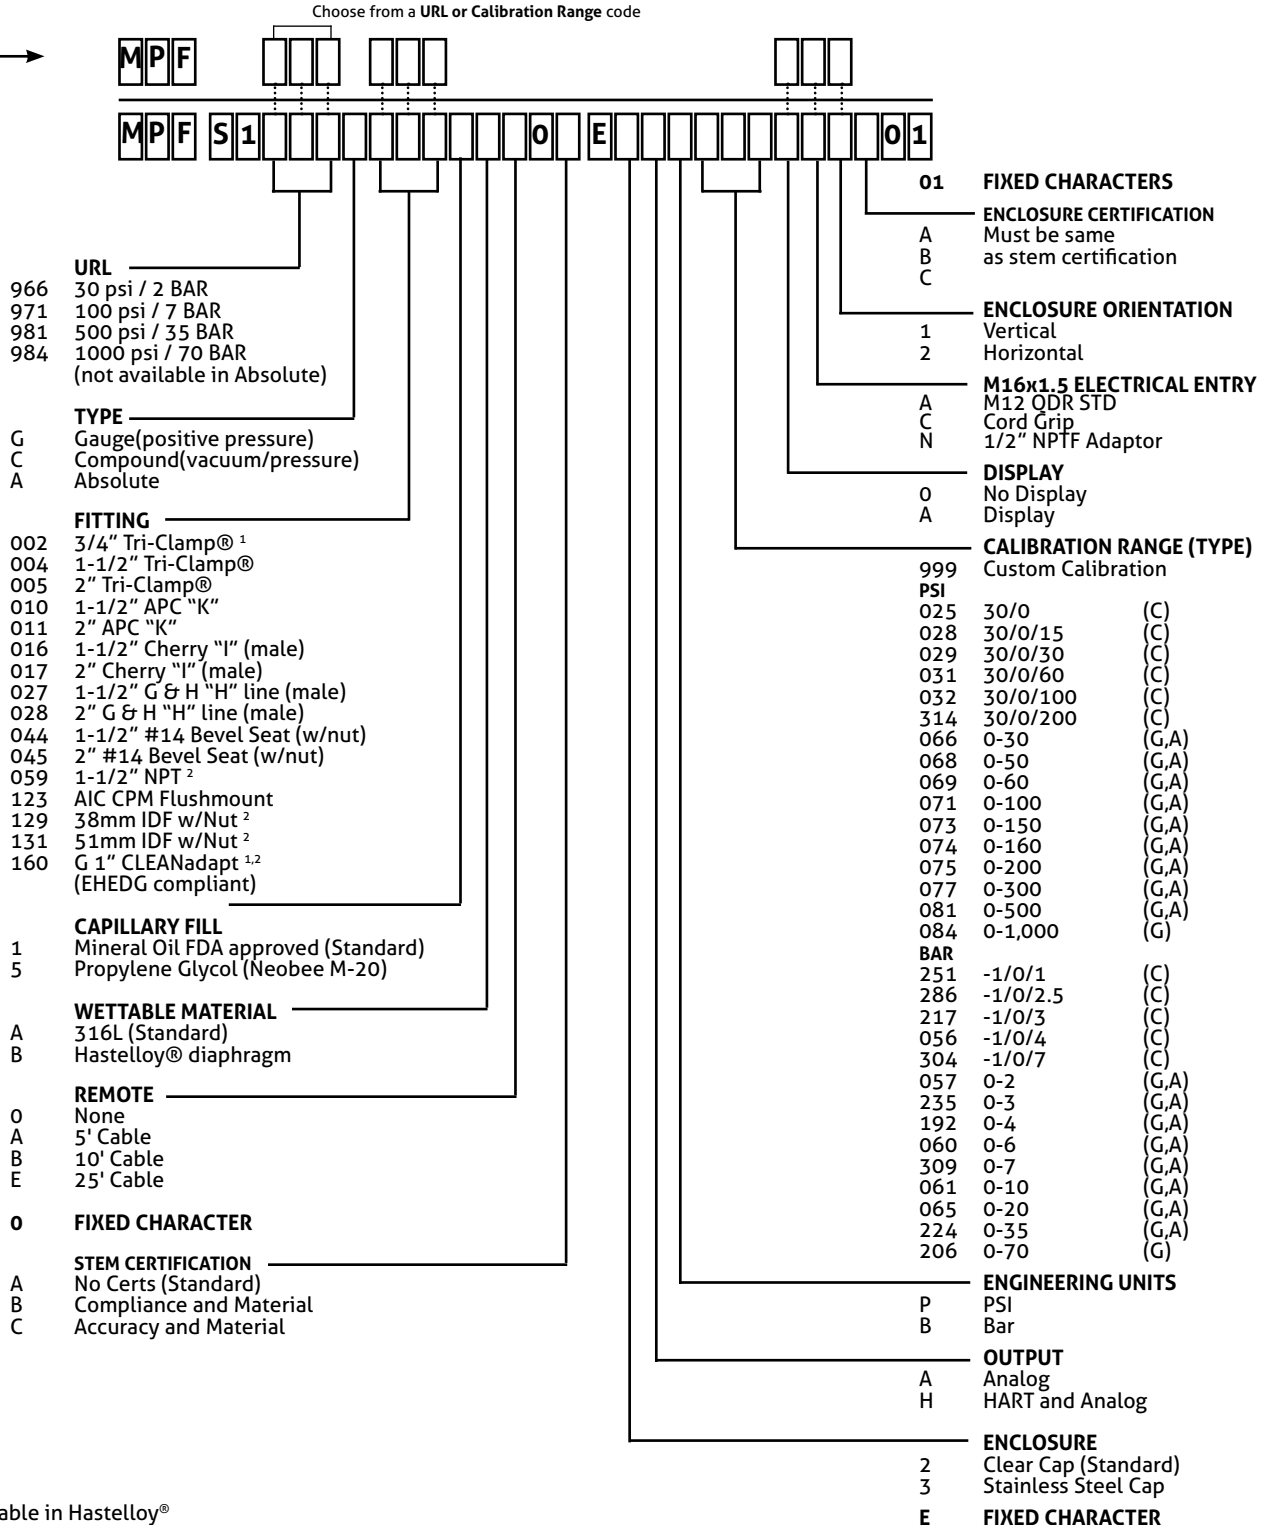 Choose from a URL or Calibration Range code
MPF
MPF S1 0 E 01
URL
966 30 psi / 2 BAR
971 100 psi / 7 BAR
981 500 psi / 35 BAR
984 1000 psi / 70 BAR
(not available in Absolute)
TYPE
G Gauge(positive pressure)
C Compound(vacuum/pressure)
A Absolute
FITTING
002 3/4" Tri-Clamp® 1
004 1-1/2" Tri-Clamp®
005 2" Tri-Clamp®
010 1-1/2" APC "K"
011 2" APC "K"
016 1-1/2" Cherry "I" (male)
017 2" Cherry "I" (male)
027 1-1/2" G & H "H" line (male)
028 2" G & H "H" line (male)
044 1-1/2" #14 Bevel Seat (w/nut)
045 2" #14 Bevel Seat (w/nut)
059 1-1/2" NPT 2
123 AIC CPM Flushmount
129 38mm IDF w/Nut 2
131 51mm IDF w/Nut 2
160 G 1" CLEANadapt 1,2
(EHEDG compliant)
CAPILLARY FILL
1 Mineral Oil FDA approved (Standard)
5 Propylene Glycol (Neobee M-20)
WETTABLE MATERIAL
A 316L (Standard)
B Hastelloy® diaphragm
REMOTE
0 None
A 5' Cable
B 10' Cable
E 25' Cable
0 FIXED CHARACTER
STEM CERTIFICATION
A No Certs (Standard)
B Compliance and Material
C Accuracy and Material
able in Hastelloy®
01 FIXED CHARACTERS
ENCLOSURE CERTIFICATION
A Must be same
B as stem certification
C
ENCLOSURE ORIENTATION
1 Vertical
2 Horizontal
M16x1.5 ELECTRICAL ENTRY
A M12 QDR STD
C Cord Grip
N 1/2" NPTF Adaptor
DISPLAY
0 No Display
A Display
CALIBRATION RANGE (TYPE)
999 Custom Calibration
PSI
025 30/0 (C)
028 30/0/15 (C)
029 30/0/30 (C)
031 30/0/60 (C)
032 30/0/100 (C)
314 30/0/200 (C)
066 0-30 (G,A)
068 0-50 (G,A)
069 0-60 (G,A)
071 0-100 (G,A)
073 0-150 (G,A)
074 0-160 (G,A)
075 0-200 (G,A)
077 0-300 (G,A)
081 0-500 (G,A)
084 0-1,000 (G)
BAR
251 -1/0/1 (C)
286 -1/0/2.5 (C)
217 -1/0/3 (C)
056 -1/0/4 (C)
304 -1/0/7 (C)
057 0-2 (G,A)
235 0-3 (G,A)
192 0-4 (G,A)
060 0-6 (G,A)
309 0-7 (G,A)
061 0-10 (G,A)
065 0-20 (G,A)
224 0-35 (G,A)
206 0-70 (G)
ENGINEERING UNITS
P PSI
B Bar
OUTPUT
A Analog
H HART and Analog
ENCLOSURE
2 Clear Cap (Standard)
3 Stainless Steel Cap
E FIXED CHARACTER